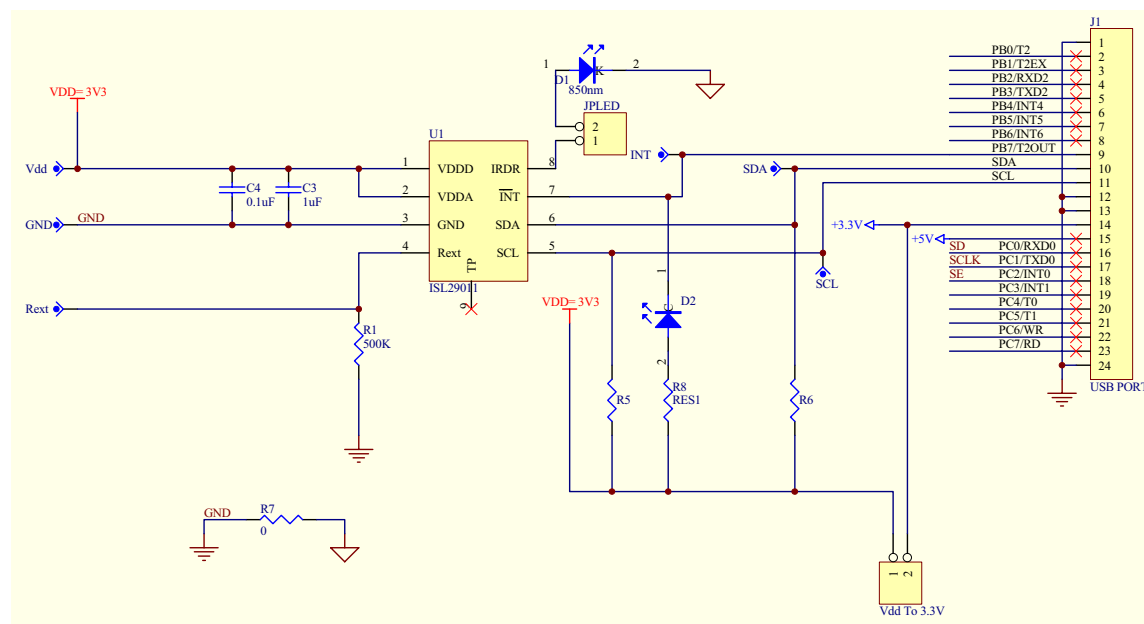 J1
1
PB0/T2
2
PB1/T2EX
3
PB2/RXD2
4
PB3/TXD2
5
PB4/INT4
6
PB5/INT5
7
PB6/INT6
8
PB7/T2OUT
9
SDA
10
SCL
11
12
13
+3.3V
14
+5V
15
SD PC0/RXD0
16
SCLK PC1/TXD0
17
SE PC2/INT0
18
PC3/INT1
19
PC4/T0
20
PC5/T1
21
PC6/WR
22
PC7/RD
23
24
USB PORT
1 K 2
D1
850nm
JPLED
2
1
VDD= 3V3
Vdd
C4
0.1uF
C3
1uF
GND GND
Rext
U1
1 VDDD IRDR 8
2 VDDA INT 7
3 GND SDA 6
4 Rext SCL 5
TP
9
ISL29011
INT
SDA
SCL
R1
500K
VDD= 3V3
1
D2
2
R5
R8
RES1
R6
GND
R7
0
1 2
Vdd To 3.3V